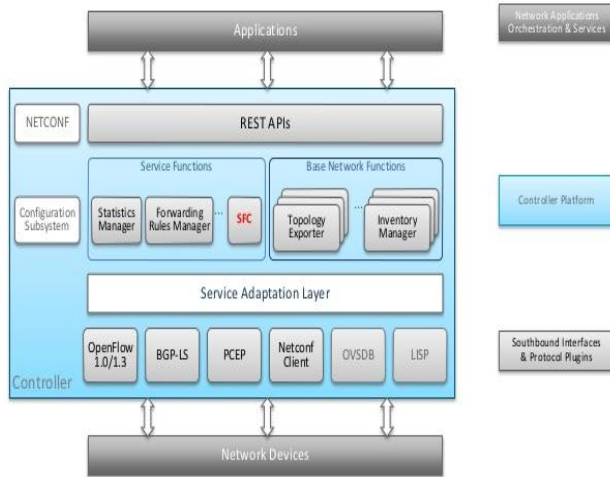 Applications
Network Applications
Orchestration & Services
NETCONF
REST APIs
Service Functions
Base Network Functions
Configuration
Subsystem
Statistics
Manager
Forwarding
Rules Manager
...
SFC
Topology
Exporter
...
Inventory
Manager
Controller Platform
Service Adaptation Layer
OpenFlow
1.0/1.3
BGP-LS
PCEP
Netconf
Client
OVSDB
LISP
Southbound Interfaces
& Protocol Plugins
Controller
Network Devices